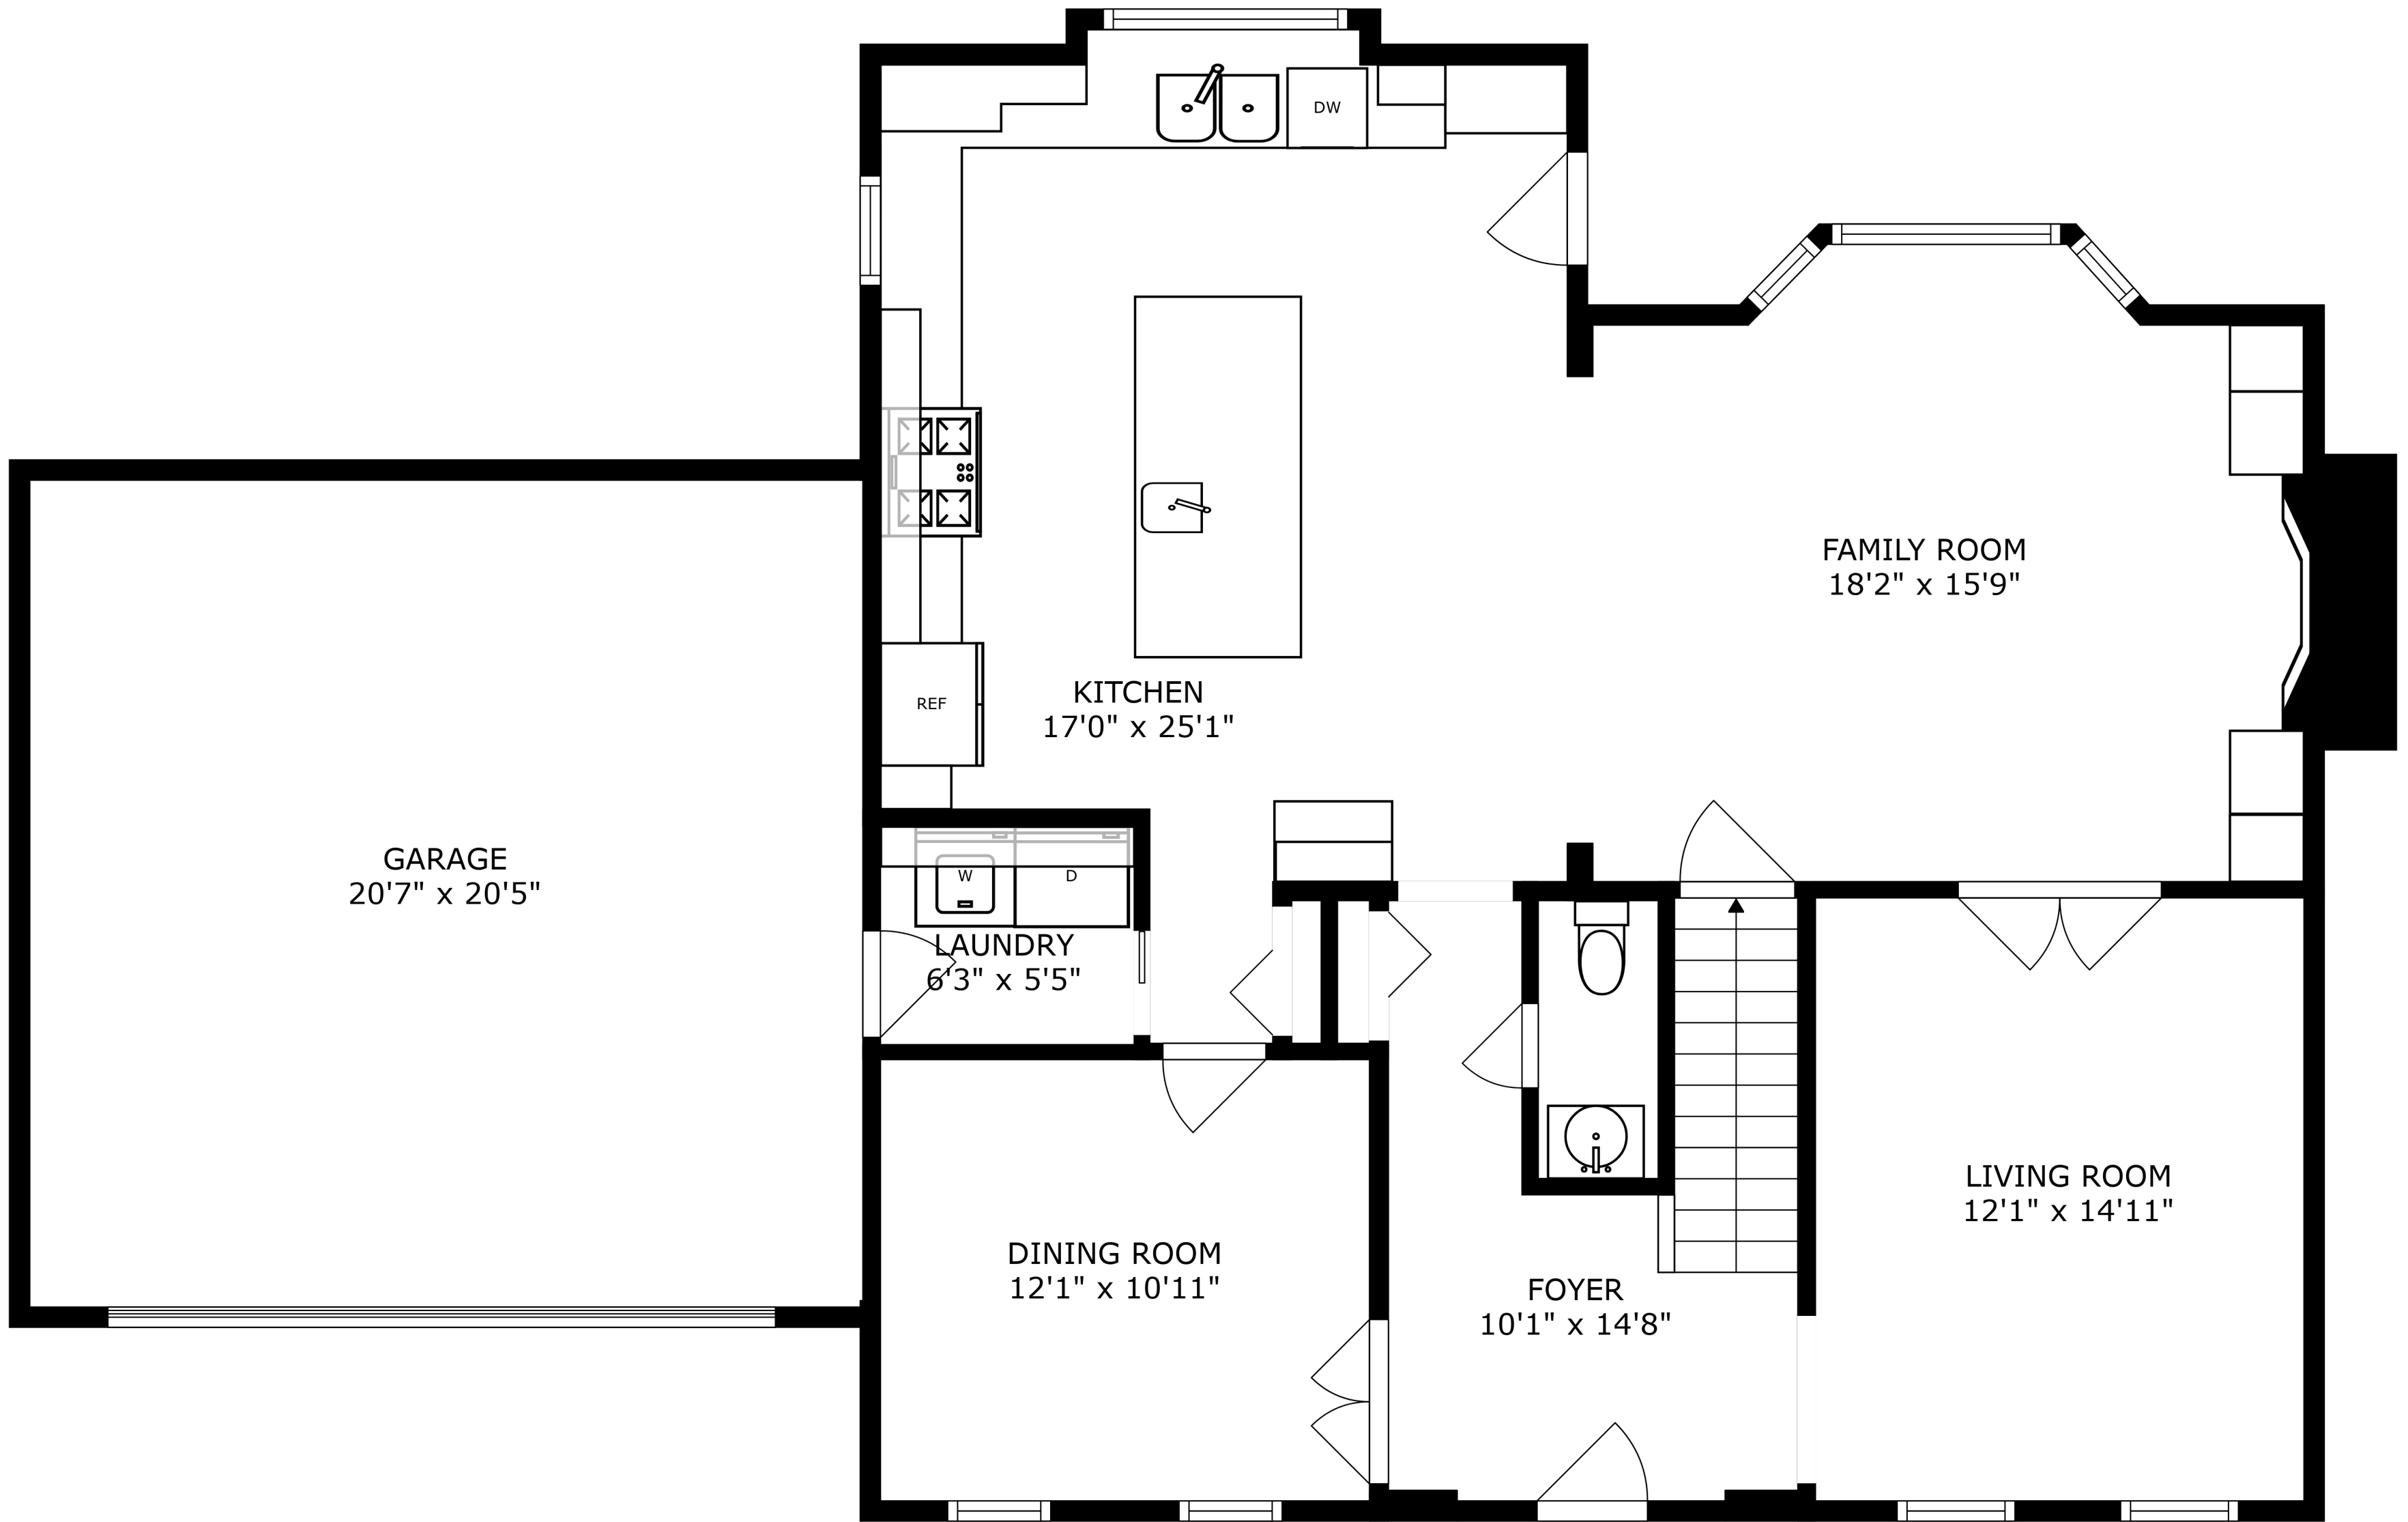 DW
FAMILY ROOM
18'2" x 15'9"
REF
KITCHEN
17'0" x 25'1"
GARAGE
20'7" x 20'5"
W
D
LAUNDRY
6'3" x 5'5"
LIVING ROOM
12'1" x 14'11"
DINING ROOM
12'1" x 10'11"
FOYER
10'1" x 14'8"